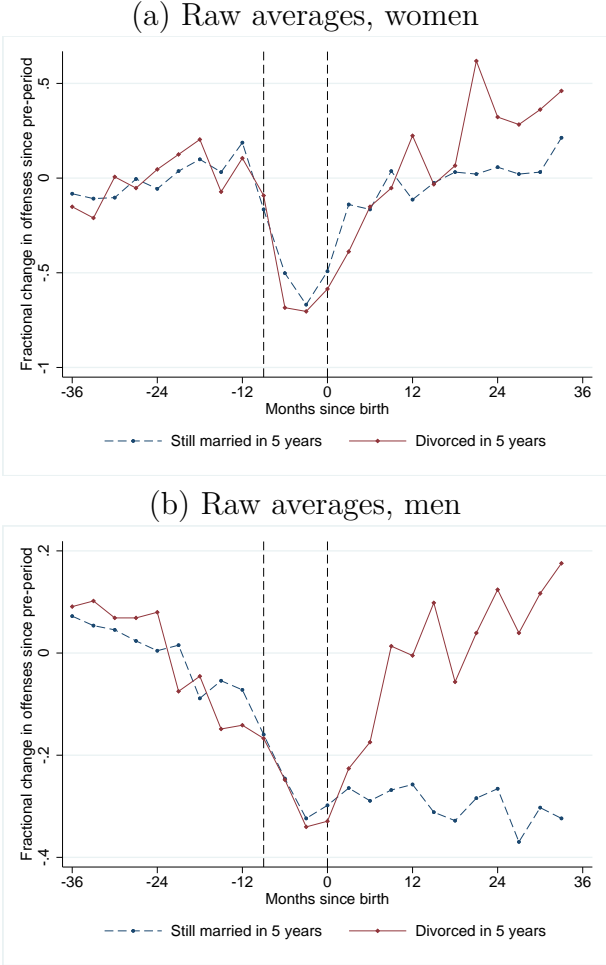 (a) Raw averages, women
Fractional change in offenses since pre-period
.5
0
-.5
-1
-36
-24
-12
0
12
24
36
Months since birth
Still married in 5 years
Divorced in 5 years
(b) Raw averages, men
Fractional change in offenses since pre-period
.2
0
-.2
-.4
-36
-24
-12
0
12
24
36
Months since birth
Still married in 5 years
Divorced in 5 years